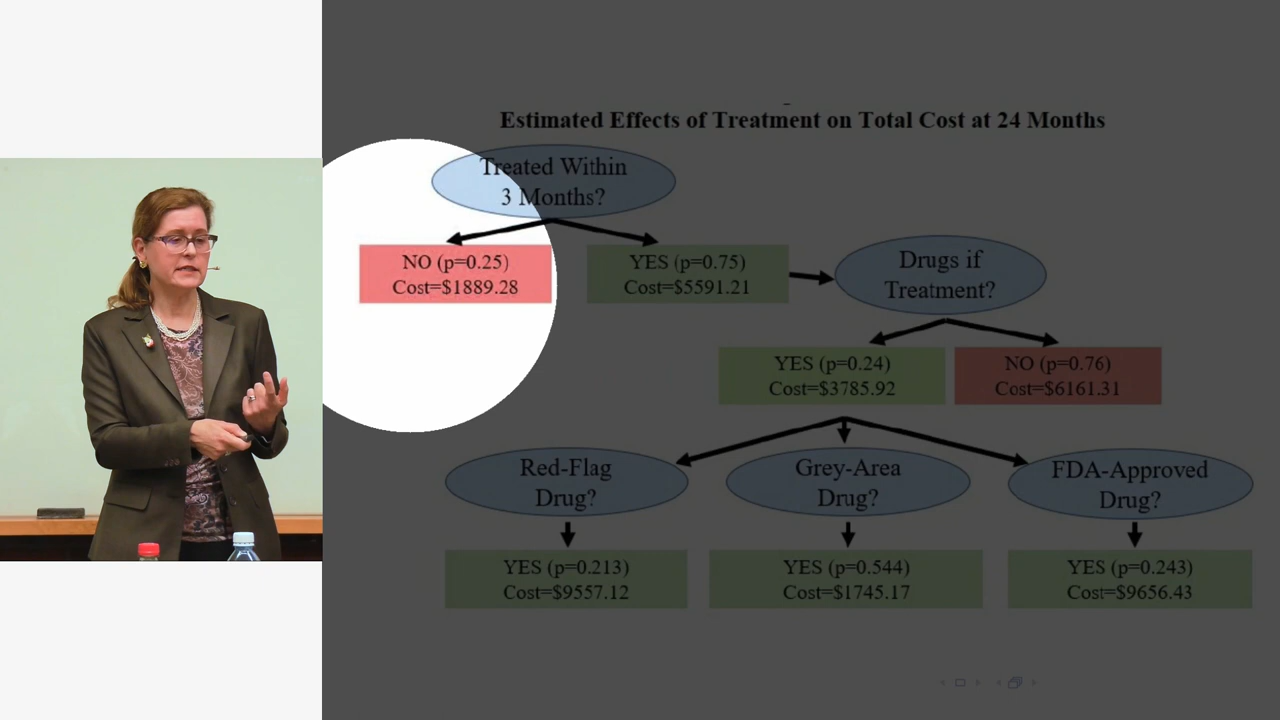 Estimated Effects of Treatment on Total Cost at 24 Months
Treated Within
3 Months?
NO (p=0.25)
Cost=$1889.28
YES (p=0.75)
Cost=$5591.21
Drugs if
Treatment?
YES (p=0.24)
Cost=$3785.92
NO (p=0.76)
Cost=$6161.31
Red-Flag
Drug?
Grey-Area
Drug?
FDA-Approved
Drug?
YES (p=0.213)
Cost=$9557.12
YES (p=0.544)
Cost=$1745.17
YES (p=0.243)
Cost=$9656.43